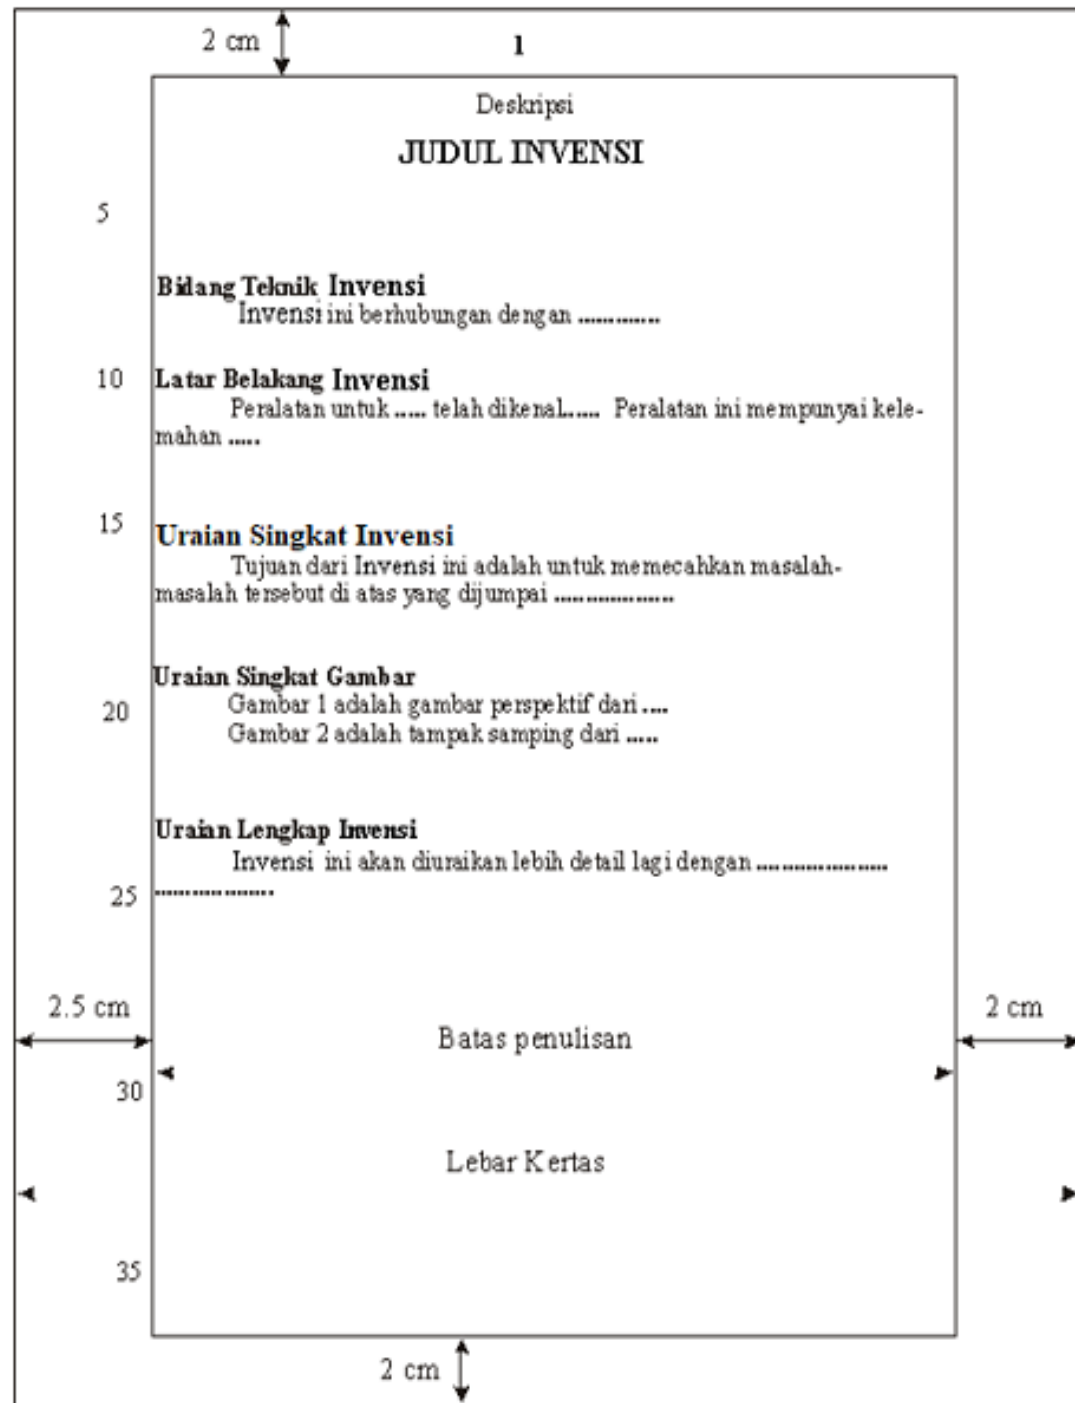 2 cm
1
Deskripsi
JUDUL INVENSI
5
Bidang Teknik Invensi
Invensi ini berhubungan dengan .............
10
Latar Belakang Invensi
Peralatan untuk ..... telah dikenal...... Peralatan ini mempunyai kele-
mahan .....
15
Uraian Singkat Invensi
Tujuan dari Invensi ini adalah untuk memecahkan masalah-
masalah tersebut di atas yang dijumpai ...................
Uraian Singkat Gambar
20
Gambar 1 adalah gambar perspektif dari ....
Gambar 2 adalah tampak samping dari .....
Uraian Lengkap Invensi
Invensi ini akan diuraikan lebih detail lagi dengan .....................
25
...................
2.5 cm
2 cm
Batas penulisan
30
Lebar Kertas
35
2 cm